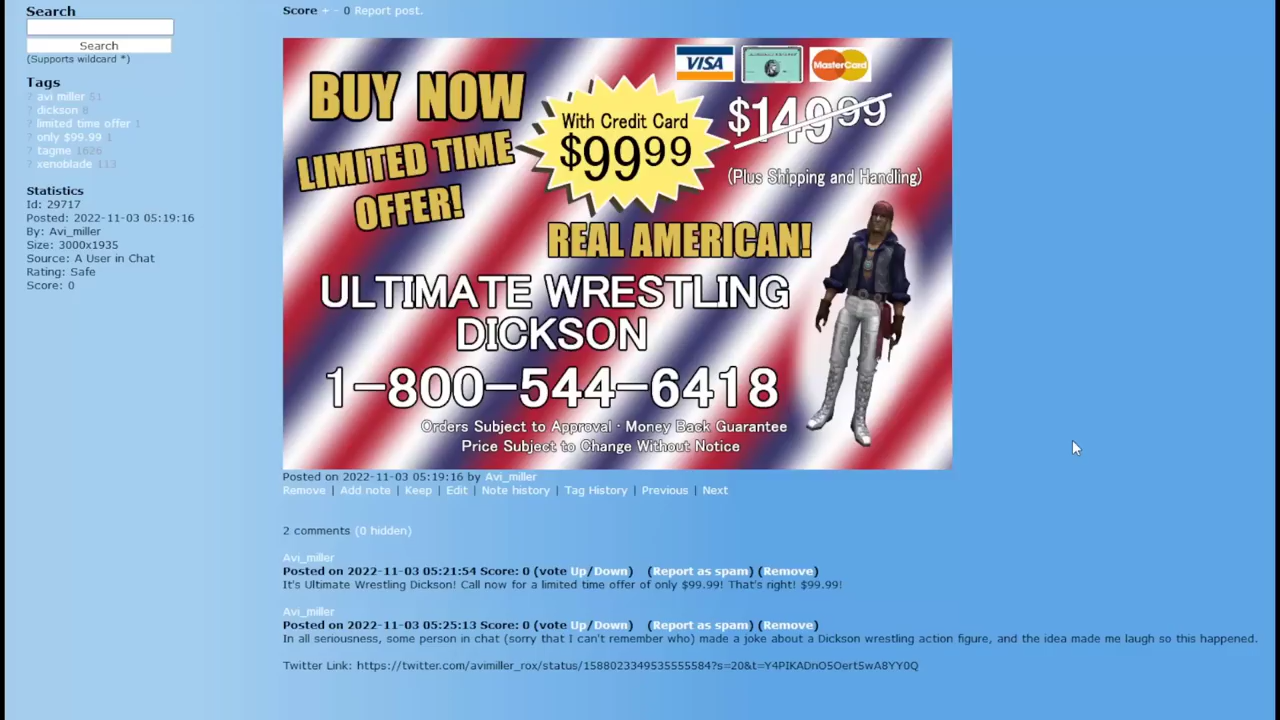 Search
Search
(Supports wildcard *)
Tags
? avi miller 51
? dickson 8
? limited time offer 1
? only $99.99 1
? tagme 1626
? xenoblade 113
Statistics
Id: 29717
Posted: 2022-11-03 05:19:16
By: Avi_miller
Size: 3000x1935
Source: A User in Chat
Rating: Safe
Score: 0
Score + - 0 Report post.
BUY NOW
LIMITED TIME
OFFER!
With Credit Card
$9999
VISA
MasterCard
$14999
(Plus Shipping and Handling)
REAL AMERICAN!
ULTIMATE WRESTLING
DICKSON
1-800-544-6418
Orders Subject to Approval · Money Back Guarantee
Price Subject to Change Without Notice
Posted on 2022-11-03 05:19:16 by Avi_miller
Remove | Add note | Keep | Edit | Note history | Tag History | Previous | Next
2 comments (0 hidden)
Avi_miller
Posted on 2022-11-03 05:21:54 Score: 0 (vote Up/Down) (Report as spam) (Remove)
It's Ultimate Wrestling Dickson! Call now for a limited time offer of only $99.99! That's right! $99.99!
Avi_miller
Posted on 2022-11-03 05:25:13 Score: 0 (vote Up/Down) (Report as spam) (Remove)
In all seriousness, some person in chat (sorry that I can't remember who) made a joke about a Dickson wrestling action figure, and the idea made me laugh so this happened.
Twitter Link: https://twitter.com/avimiller_rox/status/1588023349535555584?s=20&t=Y4PIKADnO5OertSwA8YY0Q